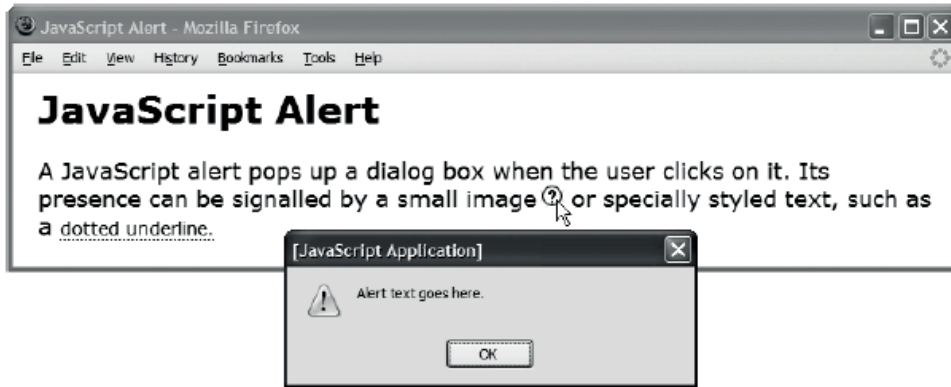 JavaScript Alert - Mozilla Firefox
File Edit View History Bookmarks Tools Help
JavaScript Alert
A JavaScript alert pops up a dialog box when the user clicks on it. Its
presence can be signalled by a small image ? or specially styled text, such as
a dotted underline.
[JavaScript Application]
Alert text goes here.
OK